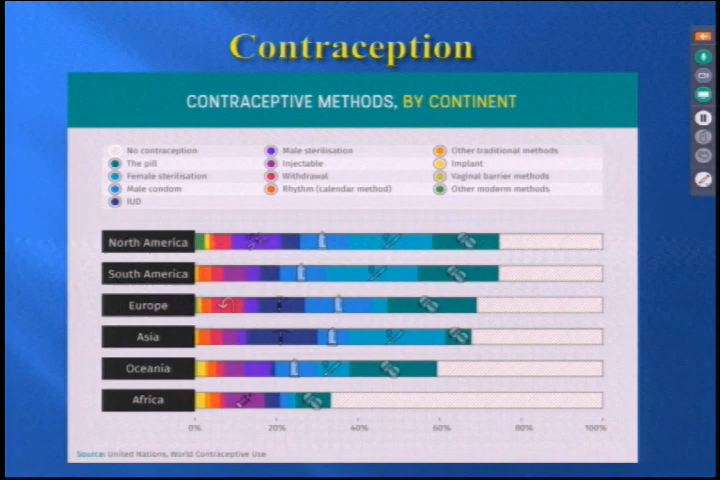 Contraception
CONTRACEPTIVE METHODS, BY CONTINENT
No contraception
The pill
Female sterilisation
Male condom
IUD
Male sterilisation
Injectable
Withdrawal
Rhythm (calendar method)
Other traditional methods
Implant
Vaginal barrier methods
Other moderm methods
North America
South America
Europe
Asia
Oceania
Africa
0% 20% 40% 60% 80% 100%
Source: United Nations, World Contraceptive Use